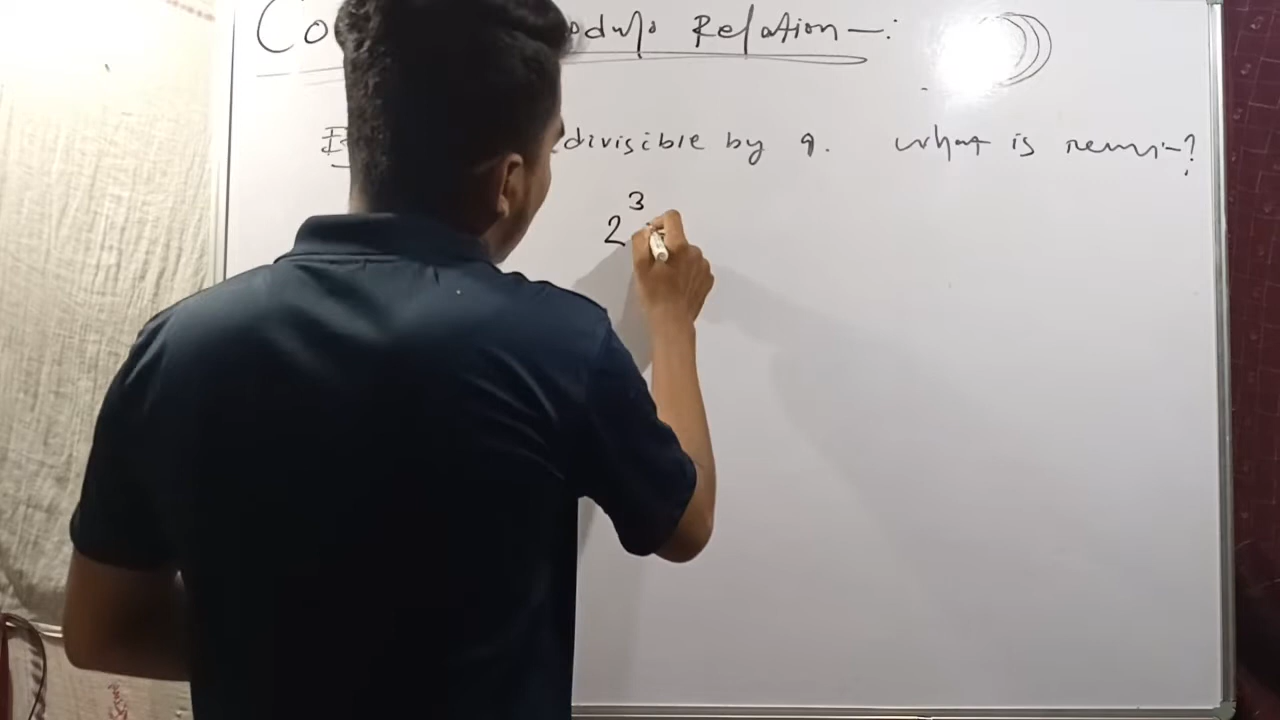 Co odulo Relation —:
divisible by 9. what is remi-?
2³